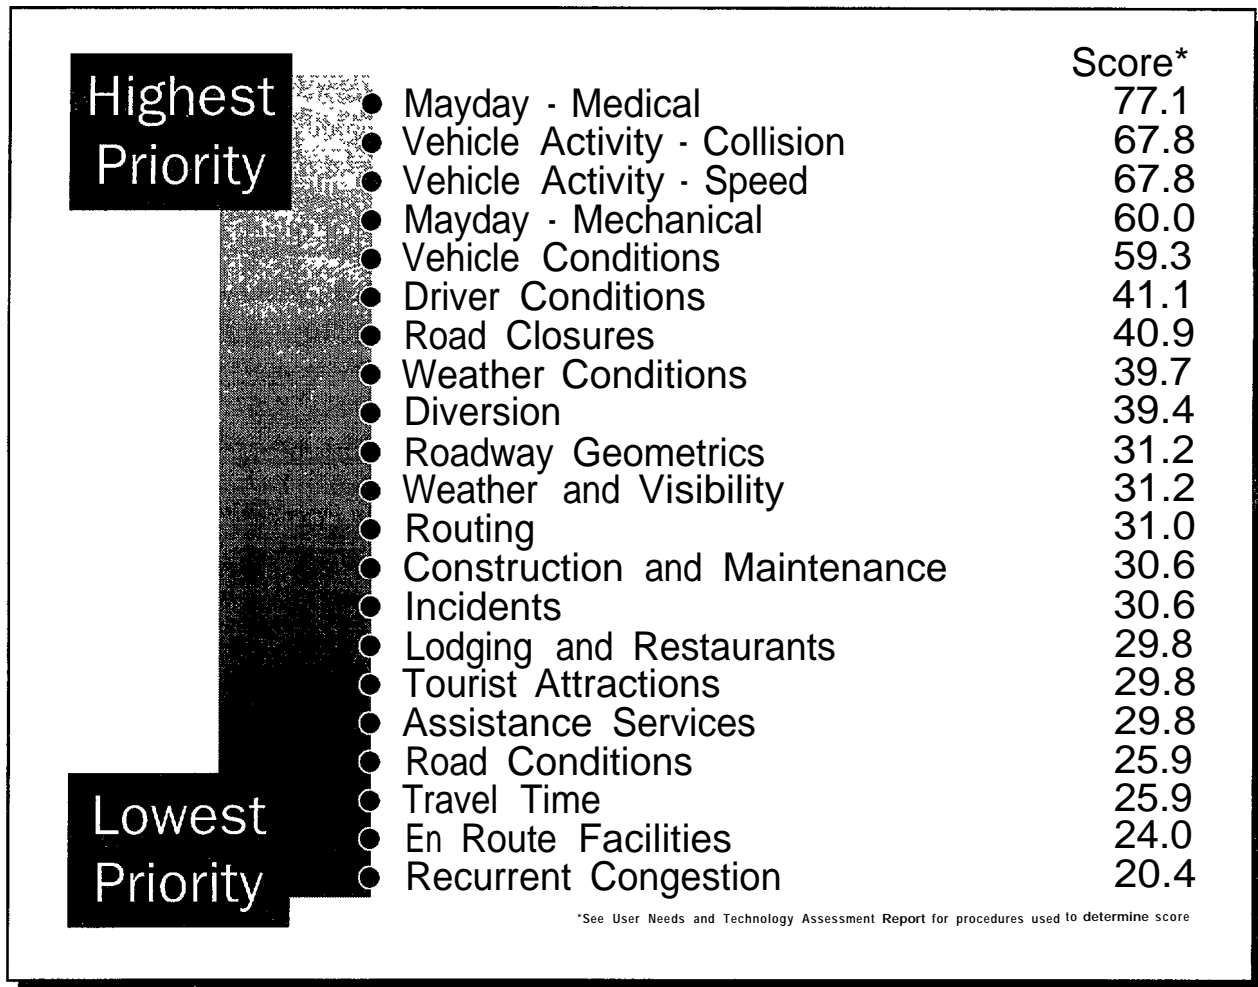 Highest
Priority
Score*
Mayday - Medical 77.1
Vehicle Activity - Collision 67.8
Vehicle Activity - Speed 67.8
Mayday - Mechanical 60.0
Vehicle Conditions 59.3
Driver Conditions 41.1
Road Closures 40.9
Weather Conditions 39.7
Diversion 39.4
Roadway Geometrics 31.2
Weather and Visibility 31.2
Routing 31.0
Construction and Maintenance 30.6
Incidents 30.6
Lodging and Restaurants 29.8
Tourist Attractions 29.8
Assistance Services 29.8
Road Conditions 25.9
Travel Time 25.9
En Route Facilities 24.0
Recurrent Congestion 20.4
Lowest
Priority
*See User Needs and Technology Assessment Report for procedures used to determine score